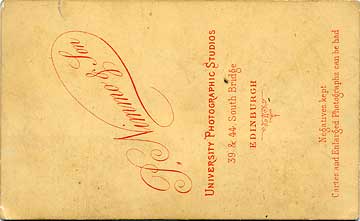 P. Nimmo & Son
UNIVERSITY PHOTOGRAPHIC STUDIOS
39 & 44 South Bridge
EDINBURGH
Negatives kept
Cartes and Enlarged Photographs can be had